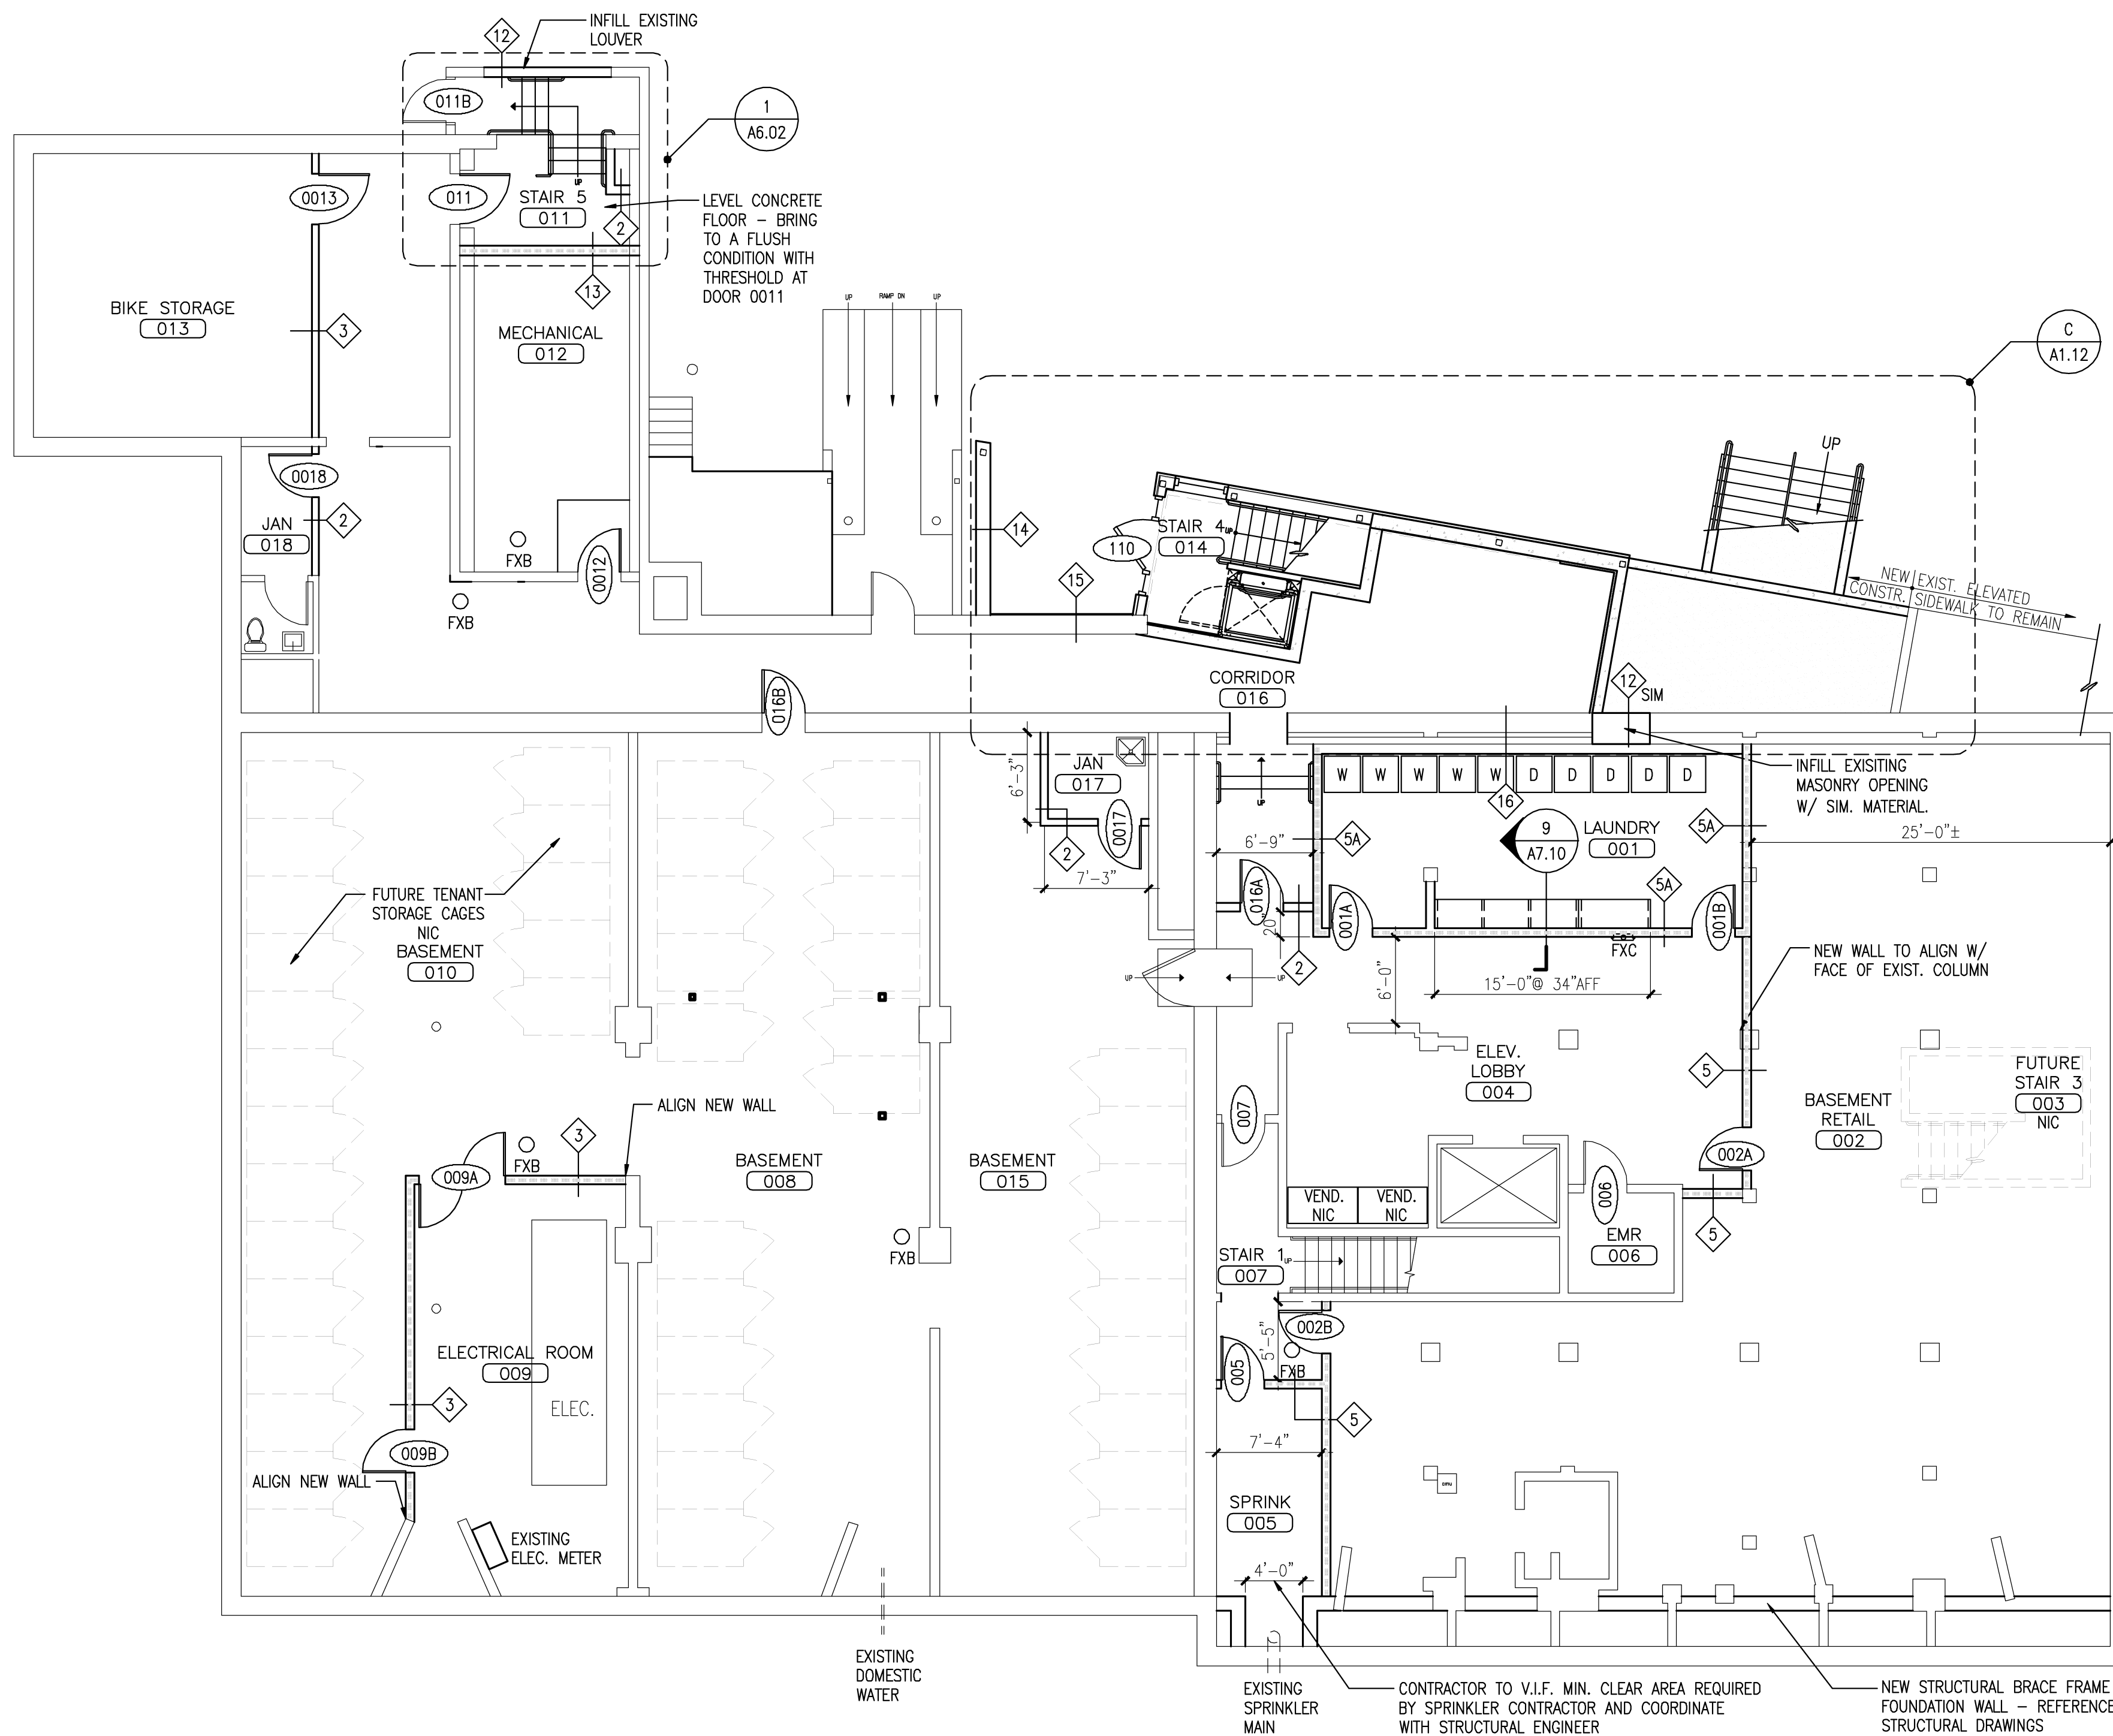 INFILL EXISTING
LOUVER
12
011B
1
A6.02
0013
011
STAIR 5
011
UP
2
LEVEL CONCRETE
FLOOR – BRING
TO A FLUSH
CONDITION WITH
THRESHOLD AT
DOOR 0011
13
BIKE STORAGE
013
3
MECHANICAL
012
UP
RAMP DN
UP
C
A1.12
0018
JAN
018
2
FXB
0012
FXB
14
15
110
STAIR 4
014
UP
UP
NEW
CONSTR.
EXIST. ELEVATED
SIDEWALK TO REMAIN
CORRIDOR
016
12
SIM
016B
6'-3"
JAN
017
0017
2
7'-3"
UP
W
W
W
W
W
D
D
D
D
D
16
INFILL EXISITING
MASONRY OPENING
W/ SIM. MATERIAL.
6'-9"
5A
9
A7.10
LAUNDRY
001
5A
25'-0"±
5A
016A
20"
2
001A
001B
FXC
6'-0"
15'-0"@ 34"AFF
NEW WALL TO ALIGN W/
FACE OF EXIST. COLUMN
FUTURE TENANT
STORAGE CAGES
NIC
BASEMENT
010
UP
UP
ELEV.
LOBBY
004
5
FUTURE
STAIR 3
003
NIC
BASEMENT
RETAIL
002
ALIGN NEW WALL
3
FXB
009A
BASEMENT
008
BASEMENT
015
007
002A
VEND.
NIC
VEND.
NIC
006
EMR
006
5
FXB
STAIR 1
007
UP
002B
5'-5"
005
FXB
ELECTRICAL ROOM
009
ELEC.
3
009B
5
7'-4"
ALIGN NEW WALL
EXISTING
ELEC. METER
SPRINK
005
4'-0"
EXISTING
DOMESTIC
WATER
EXISTING
SPRINKLER
MAIN
CONTRACTOR TO V.I.F. MIN. CLEAR AREA REQUIRED
BY SPRINKLER CONTRACTOR AND COORDINATE
WITH STRUCTURAL ENGINEER
NEW STRUCTURAL BRACE FRAME
FOUNDATION WALL – REFERENCE
STRUCTURAL DRAWINGS